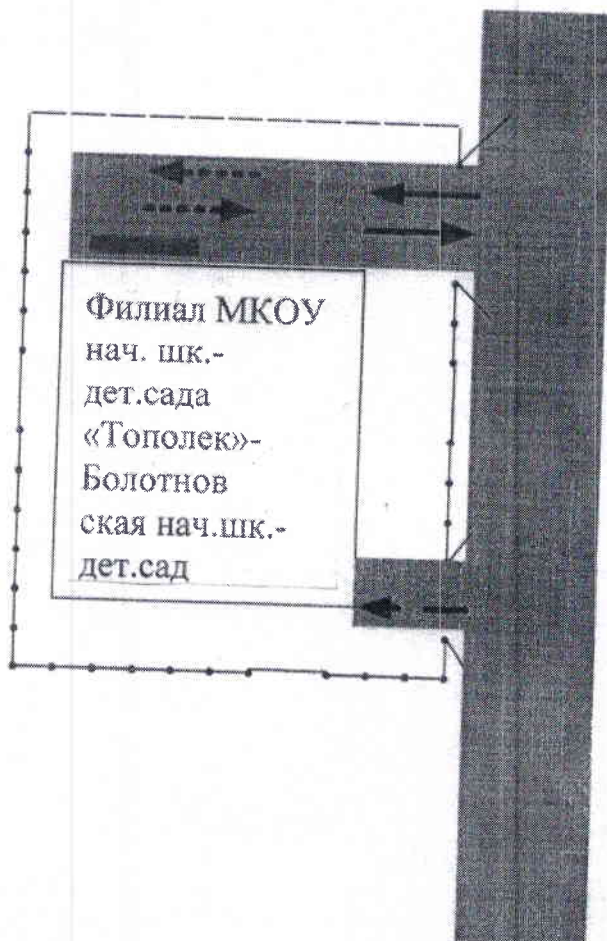 Филиал МКОУ
нач. шк.-
дет.сада
«Тополек»-
Болотнов
ская нач.шк.-
дет.сад